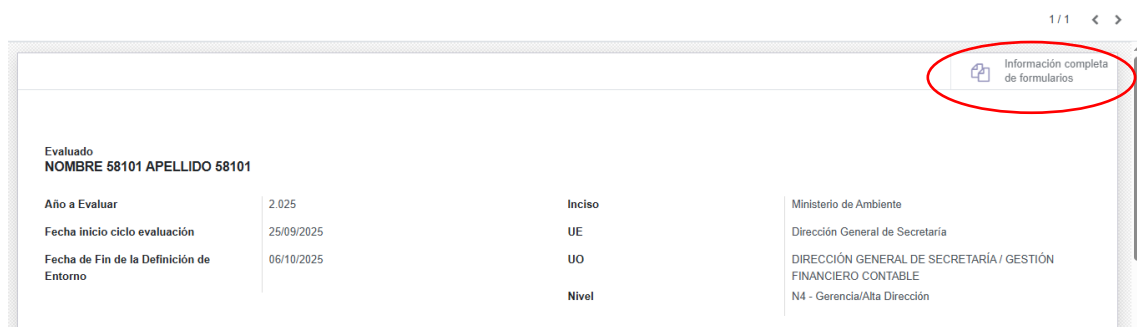 1 / 1
Información completa
de formularios
Evaluado
NOMBRE 58101 APELLIDO 58101
Año a Evaluar 2.025
Fecha inicio ciclo evaluación 25/09/2025
Fecha de Fin de la Definición de 06/10/2025
Entorno
Inciso Ministerio de Ambiente
UE Dirección General de Secretaría
UO DIRECCIÓN GENERAL DE SECRETARÍA / GESTIÓN
FINANCIERO CONTABLE
Nivel N4 - Gerencia/Alta Dirección